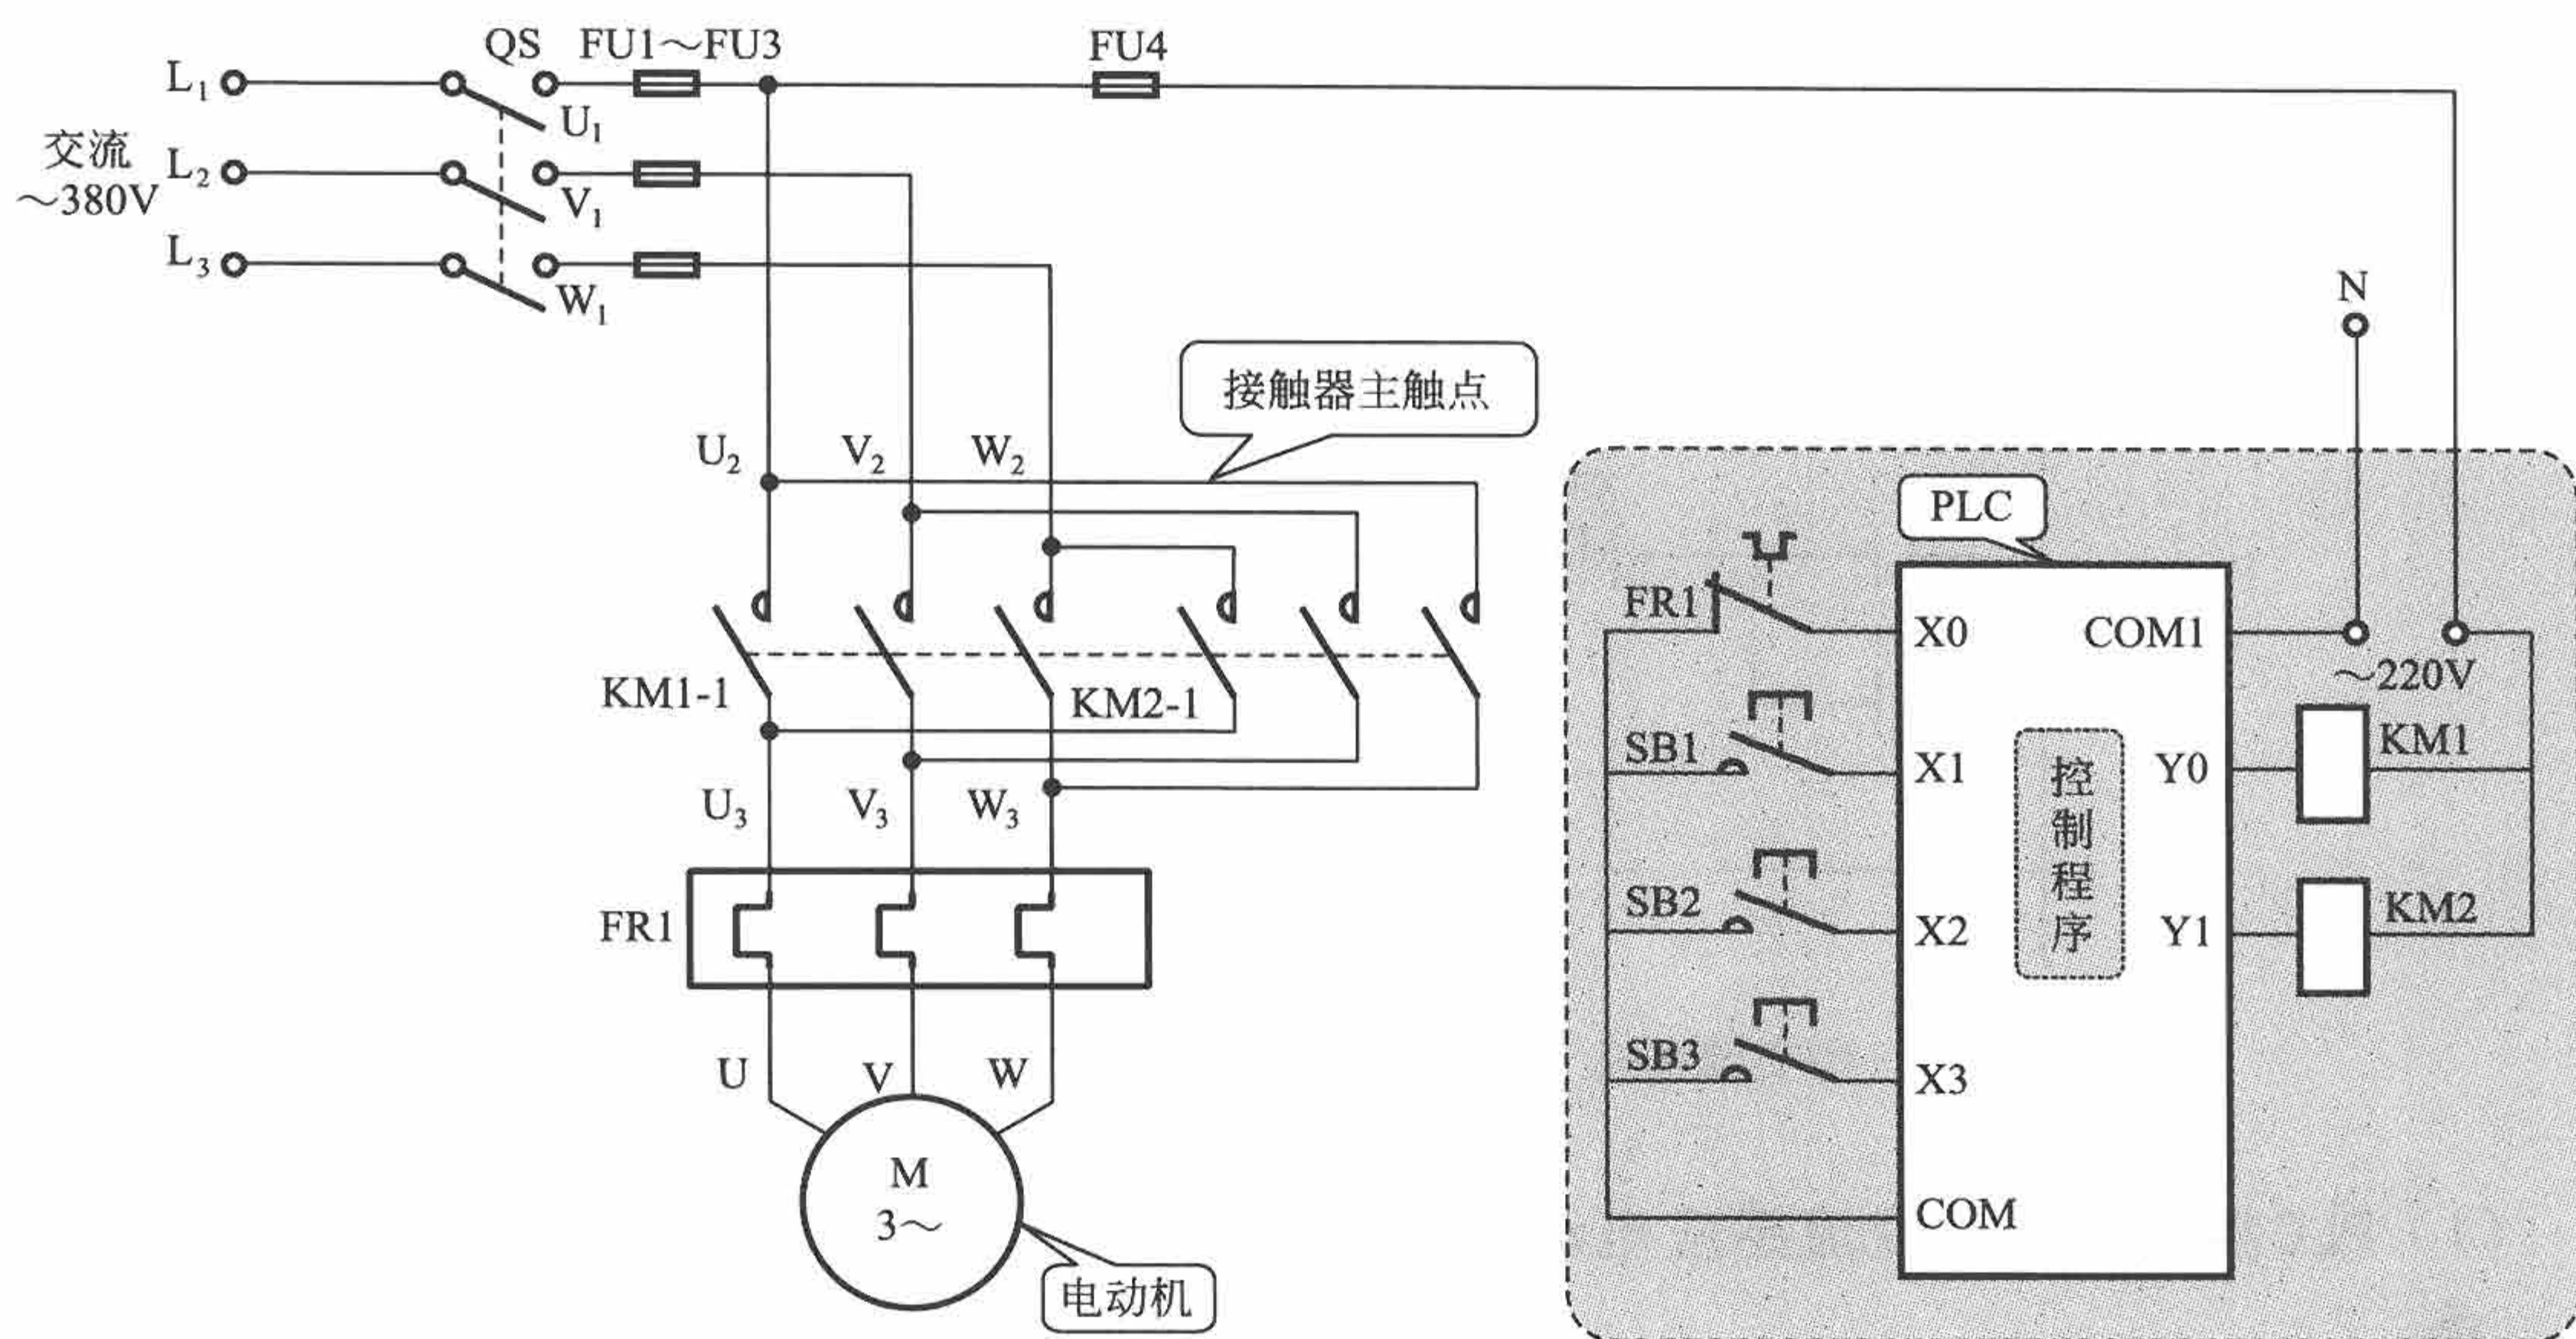 QS FU1～FU3 FU4
L₁
U₁
交流
～380V
L₂
V₁
L₃
W₁
N
接触器主触点
U₂ V₂ W₂
PLC
FR1 X0 COM1
～220V
KM1-1 KM2-1
SB1 X1 Y0 KM1
控制程序
U₃ V₃ W₃
SB2 X2 Y1 KM2
FR1
SB3 X3
U V W
M
3～
COM
电动机